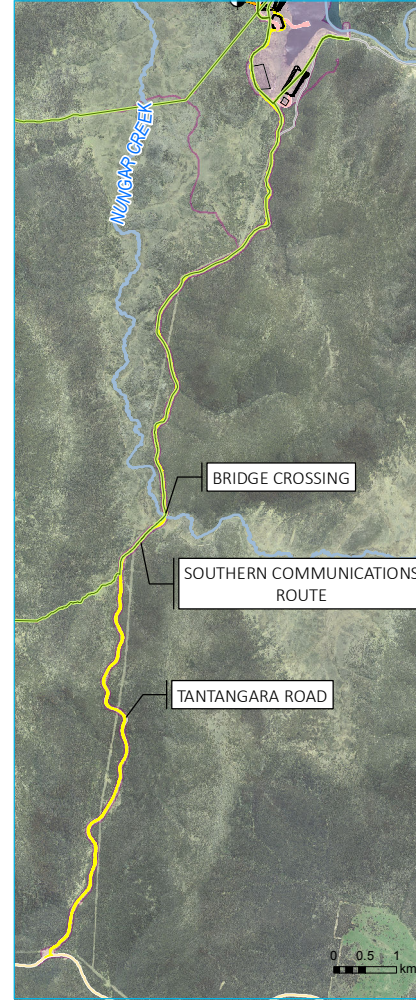 NUNGAR CREEK
BRIDGE CROSSING
SOUTHERN COMMUNICATIONS
ROUTE
TANTANGARA ROAD
0 0.5 1
km